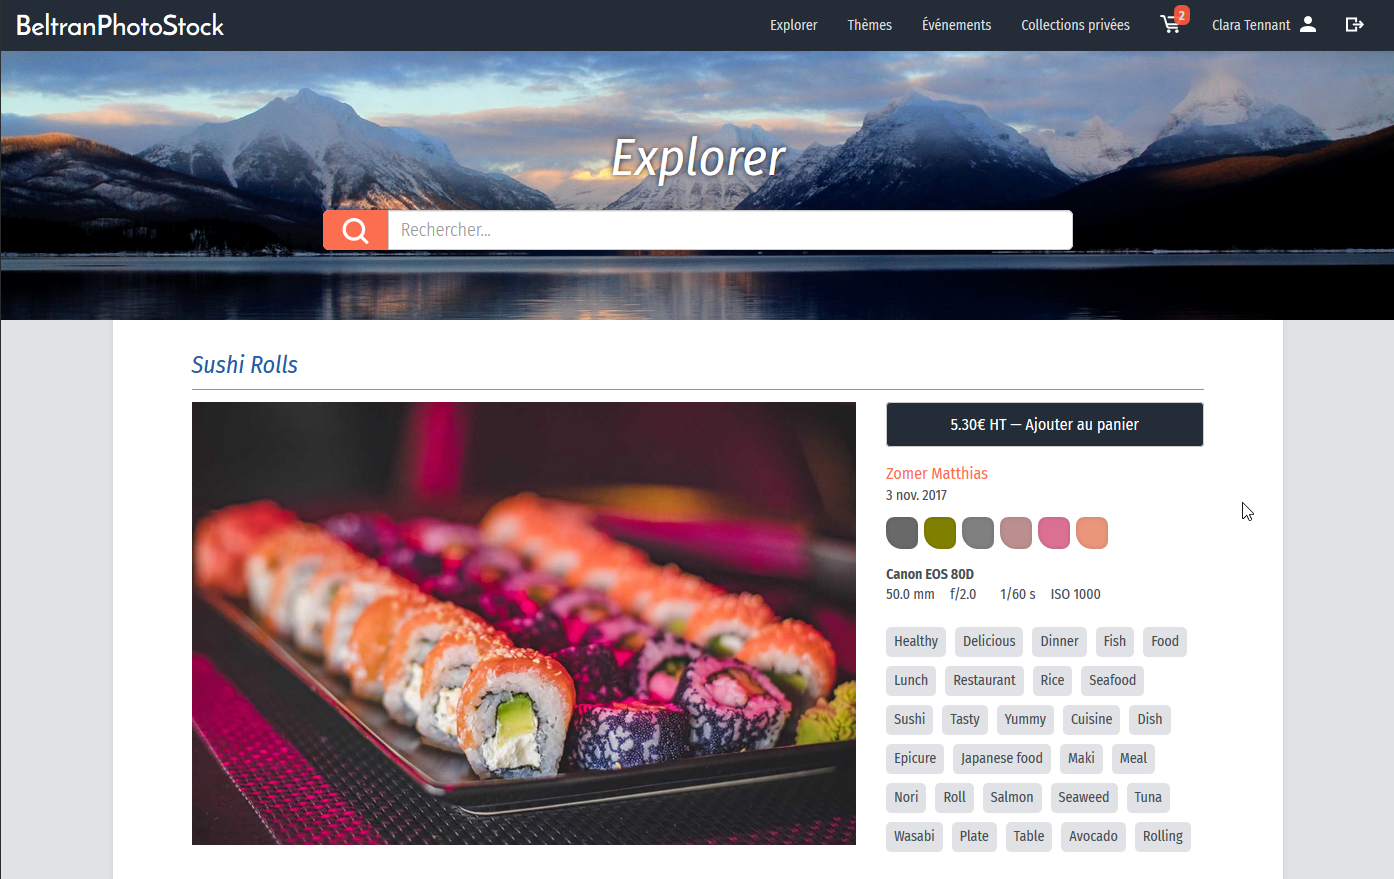 BeltranPhotoStock
Explorer Thèmes Événements Collections privées 2 Clara Tennant
Explorer
Rechercher...
Sushi Rolls
5.30€ HT — Ajouter au panier
Zomer Matthias
3 nov. 2017
Canon EOS 80D
50.0 mm f/2.0 1/60 s ISO 1000
Healthy Delicious Dinner Fish Food
Lunch Restaurant Rice Seafood
Sushi Tasty Yummy Cuisine Dish
Epicure Japanese food Maki Meal
Nori Roll Salmon Seaweed Tuna
Wasabi Plate Table Avocado Rolling